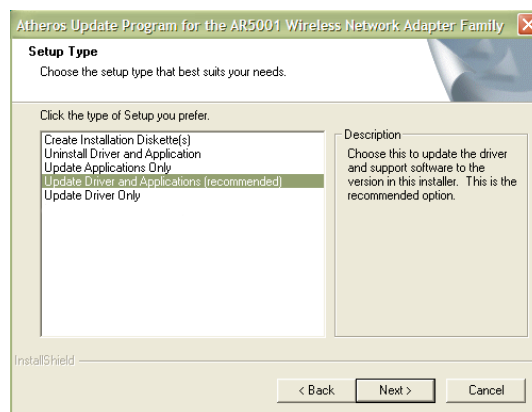 Atheros Update Program for the AR5001 Wireless Network Adapter Family
Setup Type
Choose the setup type that best suits your needs.
Click the type of Setup you prefer.
Create Installation Diskette(s)
Uninstall Driver and Application
Update Applications Only
Update Driver and Applications (recommended)
Update Driver Only
Description
Choose this to update the driver
and support software to the
version in this installer. This is the
recommended option.
InstallShield
< Back
Next >
Cancel